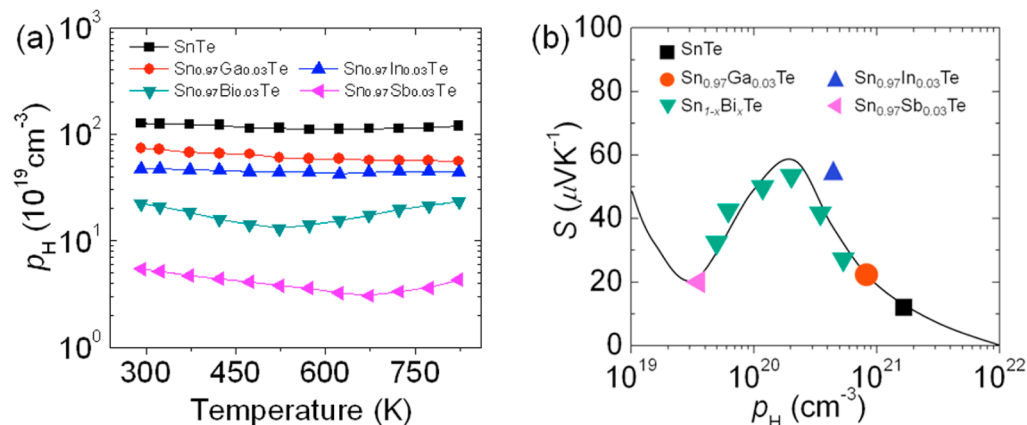 (a)
10³
SnTe
Sn₀.₉₇Ga₀.₀₃Te Sn₀.₉₇In₀.₀₃Te
Sn₀.₉₇Bi₀.₀₃Te Sn₀.₉₇Sb₀.₀₃Te
10²
10¹
10⁰
pH (10¹⁹cm⁻³)
300 450 600 750
Temperature (K)
(b)
100
SnTe
Sn₀.₉₇Ga₀.₀₃Te Sn₀.₉₇In₀.₀₃Te
Sn₁₋ₓBiₓTe Sn₀.₉₇Sb₀.₀₃Te
80
60
40
20
0
S (μVK⁻¹)
10¹⁹ 10²⁰ 10²¹ 10²²
pH (cm⁻³)